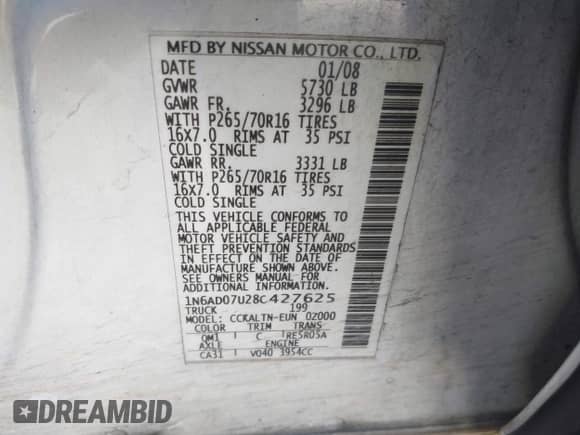 MFD BY NISSAN MOTOR CO., LTD.
DATE 01/08
GVWR 5730 LB
GAWR FR. 3296 LB
WITH P265/70R16 TIRES
16X7.0 RIMS AT 35 PSI
COLD SINGLE
GAWR RR. 3331 LB
WITH P265/70R16 TIRES
16X7.0 RIMS AT 35 PSI
COLD SINGLE
THIS VEHICLE CONFORMS TO
ALL APPLICABLE FEDERAL
MOTOR VEHICLE SAFETY AND
THEFT PREVENTION STANDARDS
IN EFFECT ON THE DATE OF
MANUFACTURE SHOWN ABOVE.
SEE OWNERS MANUAL FOR
ADDITIONAL INFORMATION
1N6AD07U28C427625
TRUCK 199
MODEL: CCKALTN-EUN 0Z000
COLOR TRIM TRANS
QM1 C RE5R05A
AXLE ENGINE
CA31 VQ40 3954CC
DREAMBID